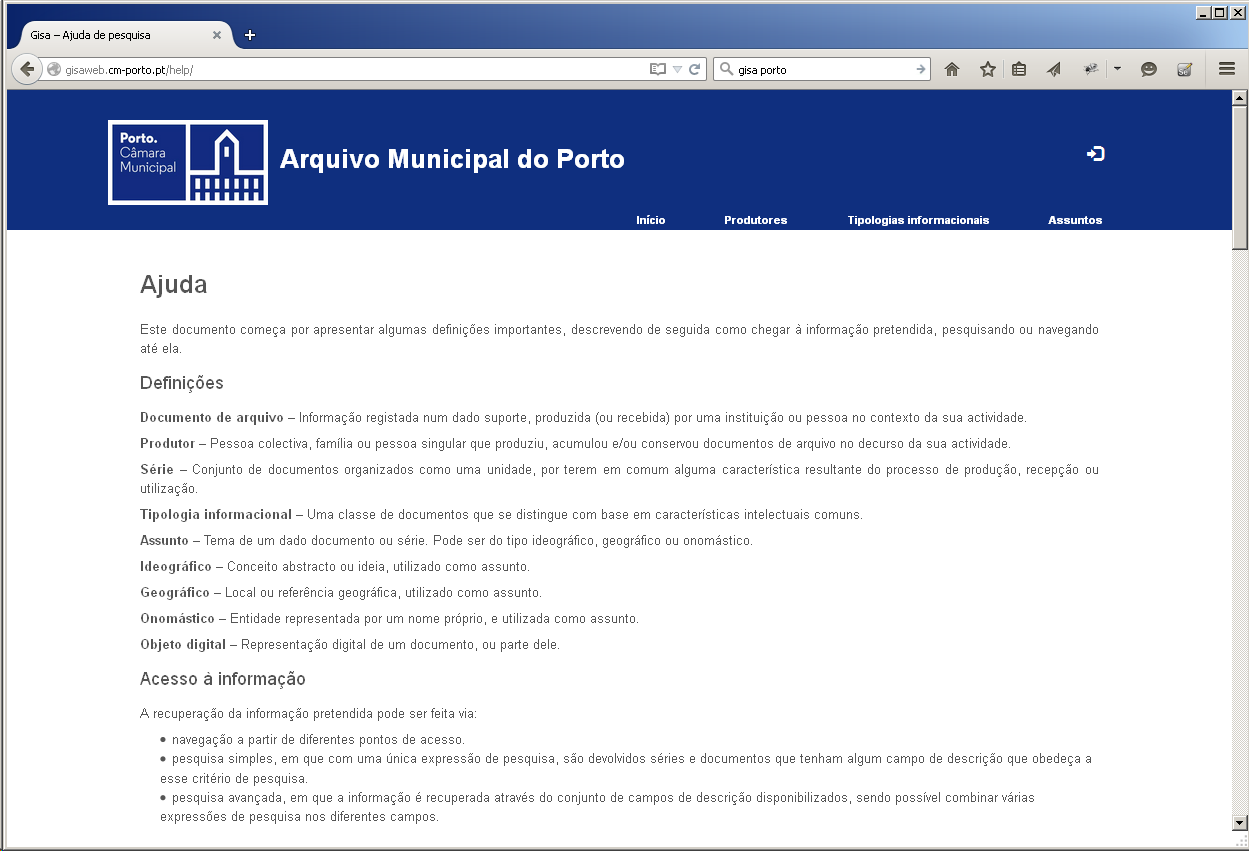 Gisa – Ajuda de pesquisa
gisaweb.cm-porto.pt/help/
gisa porto
Porto.
Câmara
Municipal
Arquivo Municipal do Porto
Início Produtores Tipologias informacionais Assuntos
Ajuda
Este documento começa por apresentar algumas definições importantes, descrevendo de seguida como chegar à informação pretendida, pesquisando ou navegando
até ela.
Definições
Documento de arquivo – Informação registada num dado suporte, produzida (ou recebida) por uma instituição ou pessoa no contexto da sua actividade.
Produtor – Pessoa colectiva, família ou pessoa singular que produziu, acumulou e/ou conservou documentos de arquivo no decurso da sua actividade.
Série – Conjunto de documentos organizados como uma unidade, por terem em comum alguma característica resultante do processo de produção, recepção ou
utilização.
Tipologia informacional – Uma classe de documentos que se distingue com base em características intelectuais comuns.
Assunto – Tema de um dado documento ou série. Pode ser do tipo ideográfico, geográfico ou onomástico.
Ideográfico – Conceito abstracto ou ideia, utilizado como assunto.
Geográfico – Local ou referência geográfica, utilizado como assunto.
Onomástico – Entidade representada por um nome próprio, e utilizada como assunto.
Objeto digital – Representação digital de um documento, ou parte dele.
Acesso à informação
A recuperação da informação pretendida pode ser feita via:
• navegação a partir de diferentes pontos de acesso.
• pesquisa simples, em que com uma única expressão de pesquisa, são devolvidos séries e documentos que tenham algum campo de descrição que obedeça a
esse critério de pesquisa.
• pesquisa avançada, em que a informação é recuperada através do conjunto de campos de descrição disponibilizados, sendo possível combinar várias
expressões de pesquisa nos diferentes campos.